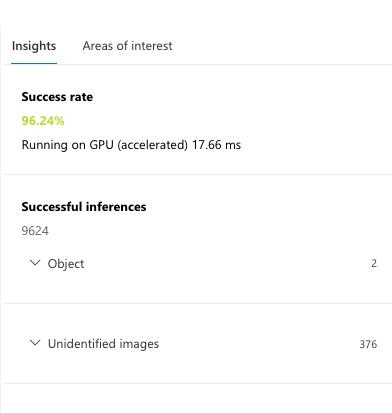 Insights Areas of interest
Success rate
96.24%
Running on GPU (accelerated) 17.66 ms
Successful inferences
9624
Object 2
Unidentified images 376